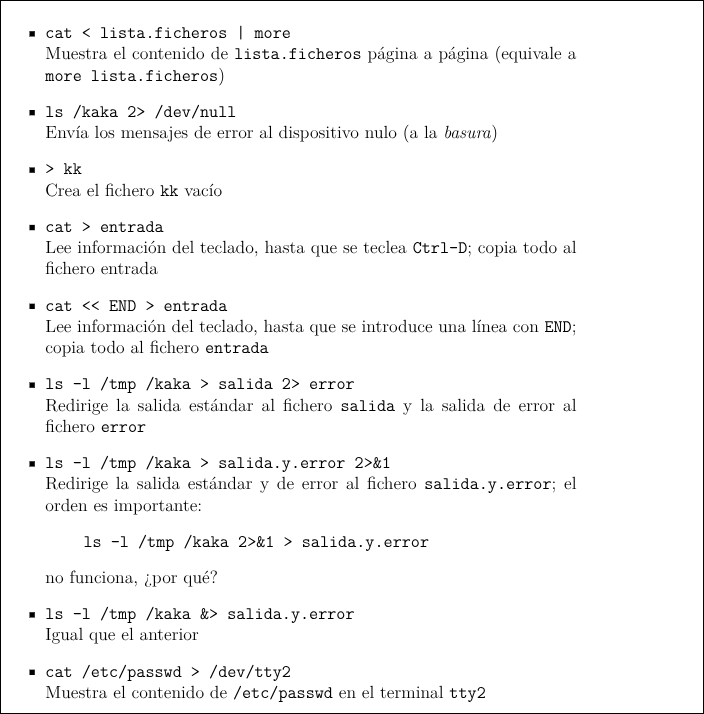 ▪ cat < lista.ficheros | more
Muestra el contenido de lista.ficheros página a página (equivale a
more lista.ficheros)
▪ ls /kaka 2> /dev/null
Envía los mensajes de error al dispositivo nulo (a la basura)
▪ > kk
Crea el fichero kk vacío
▪ cat > entrada
Lee información del teclado, hasta que se teclea Ctrl-D; copia todo al
fichero entrada
▪ cat << END > entrada
Lee información del teclado, hasta que se introduce una línea con END;
copia todo al fichero entrada
▪ ls -l /tmp /kaka > salida 2> error
Redirige la salida estándar al fichero salida y la salida de error al
fichero error
▪ ls -l /tmp /kaka > salida.y.error 2>&1
Redirige la salida estándar y de error al fichero salida.y.error; el
orden es importante:
ls -l /tmp /kaka 2>&1 > salida.y.error
no funciona, ¿por qué?
▪ ls -l /tmp /kaka &> salida.y.error
Igual que el anterior
▪ cat /etc/passwd > /dev/tty2
Muestra el contenido de /etc/passwd en el terminal tty2